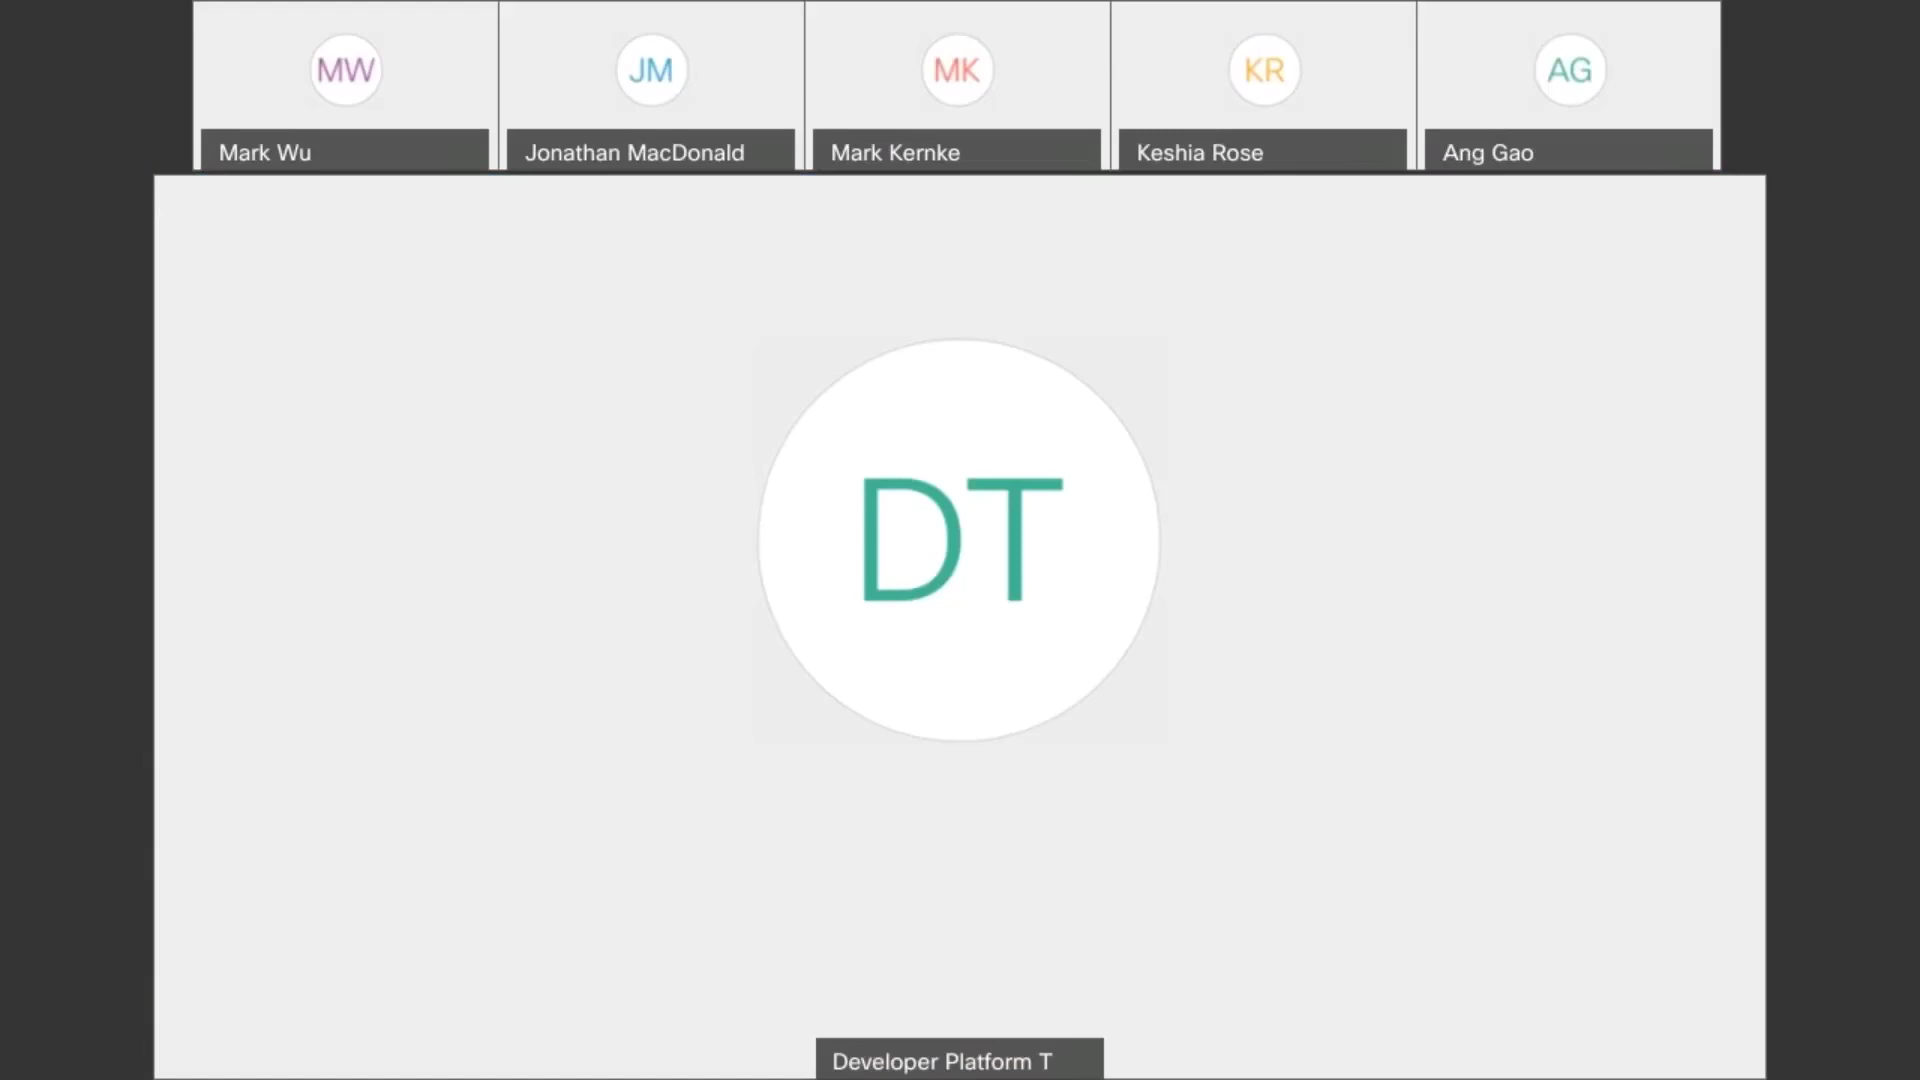 MW
JM
MK
KR
AG
Mark Wu
Jonathan MacDonald
Mark Kernke
Keshia Rose
Ang Gao
DT
Developer Platform T